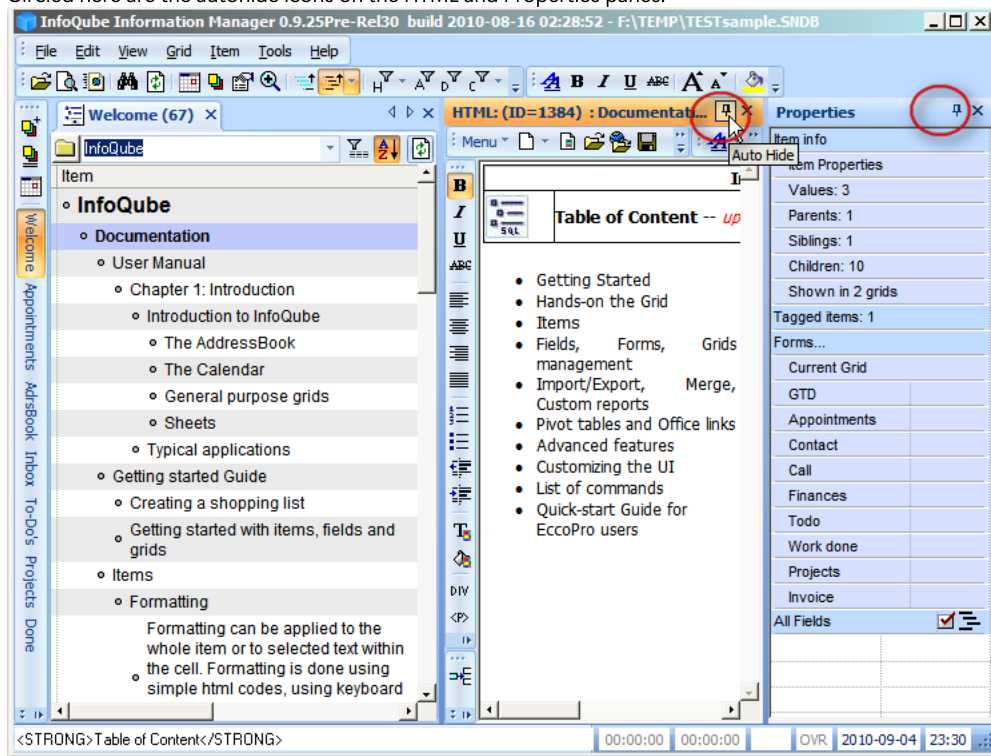 Circled here are the autohide icons on the HTML and Properties panes.
InfoQube Information Manager 0.9.25Pre-Rel30 build 2010-08-16 02:28:52 - F:\TEMP\TESTsample.SNDB
File Edit View Grid Item Tools Help
Welcome (67)
InfoQube
Item
InfoQube
Documentation
User Manual
Chapter 1: Introduction
Introduction to InfoQube
The AddressBook
The Calendar
General purpose grids
Sheets
Typical applications
Getting started Guide
Creating a shopping list
Getting started with items, fields and
grids
Items
Formatting
Formatting can be applied to the
whole item or to selected text within
the cell. Formatting is done using
simple html codes, using keyboard
Welcome
Appointments
AdrsBook
Inbox
To-Do's
Projects
Done
HTML: (ID=1384) : Documentati...
Menu
Auto Hide
Table of Content -- up
SQL
Getting Started
Hands-on the Grid
Items
Fields, Forms, Grids
management
Import/Export, Merge,
Custom reports
Pivot tables and Office links
Advanced features
Customizing the UI
List of commands
Quick-start Guide for
EccoPro users
B
I
U
ABC
DIV
<P>
Properties
Item info
Item Properties
Values: 3
Parents: 1
Siblings: 1
Children: 10
Shown in 2 grids
Tagged items: 1
Forms...
Current Grid
GTD
Appointments
Contact
Call
Finances
Todo
Work done
Projects
Invoice
All Fields
<STRONG>Table of Content</STRONG>
00:00:00 00:00:00 OVR 2010-09-04 23:30